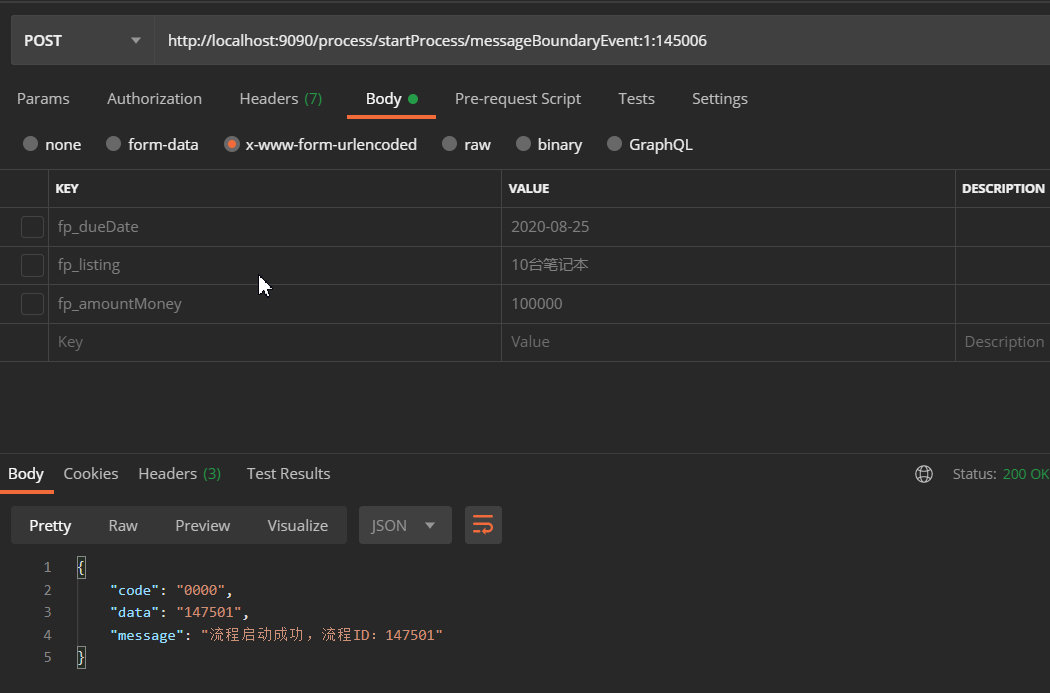 POST http://localhost:9090/process/startProcess/messageBoundaryEvent:1:145006
Params Authorization Headers (7) Body Pre-request Script Tests Settings
none form-data x-www-form-urlencoded raw binary GraphQL
KEY VALUE DESCRIPTION
fp_dueDate 2020-08-25
fp_listing 10台笔记本
fp_amountMoney 100000
Key Value Description
Body Cookies Headers (3) Test Results Status: 200 OK
Pretty Raw Preview Visualize JSON
1 {
2 "code": "0000",
3 "data": "147501",
4 "message": "流程启动成功，流程ID：147501"
5 }